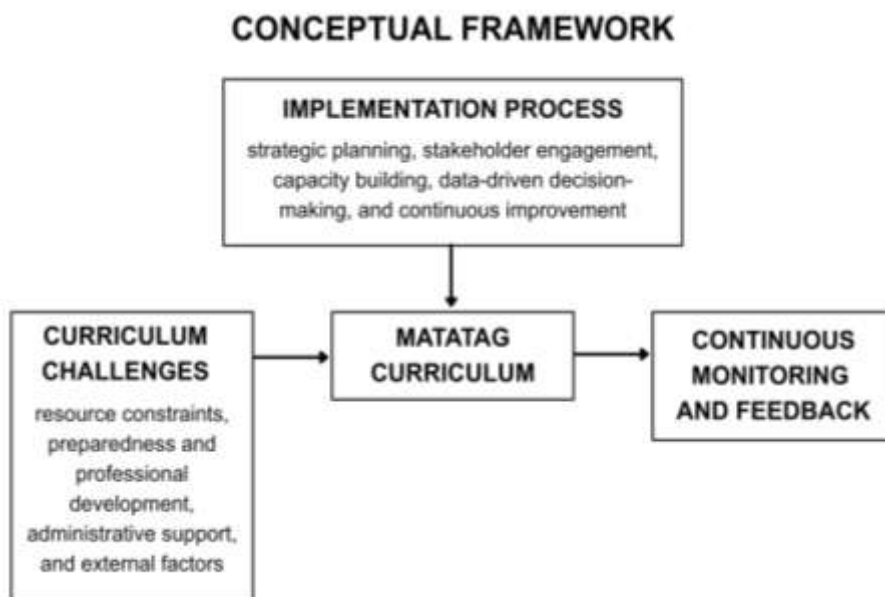 CONCEPTUAL FRAMEWORK
IMPLEMENTATION PROCESS
strategic planning, stakeholder engagement,
capacity building, data-driven decision-
making, and continuous improvement
CURRICULUM
CHALLENGES
resource constraints,
preparedness and
professional
development,
administrative support,
and external factors
MATATAG
CURRICULUM
CONTINUOUS
MONITORING
AND FEEDBACK